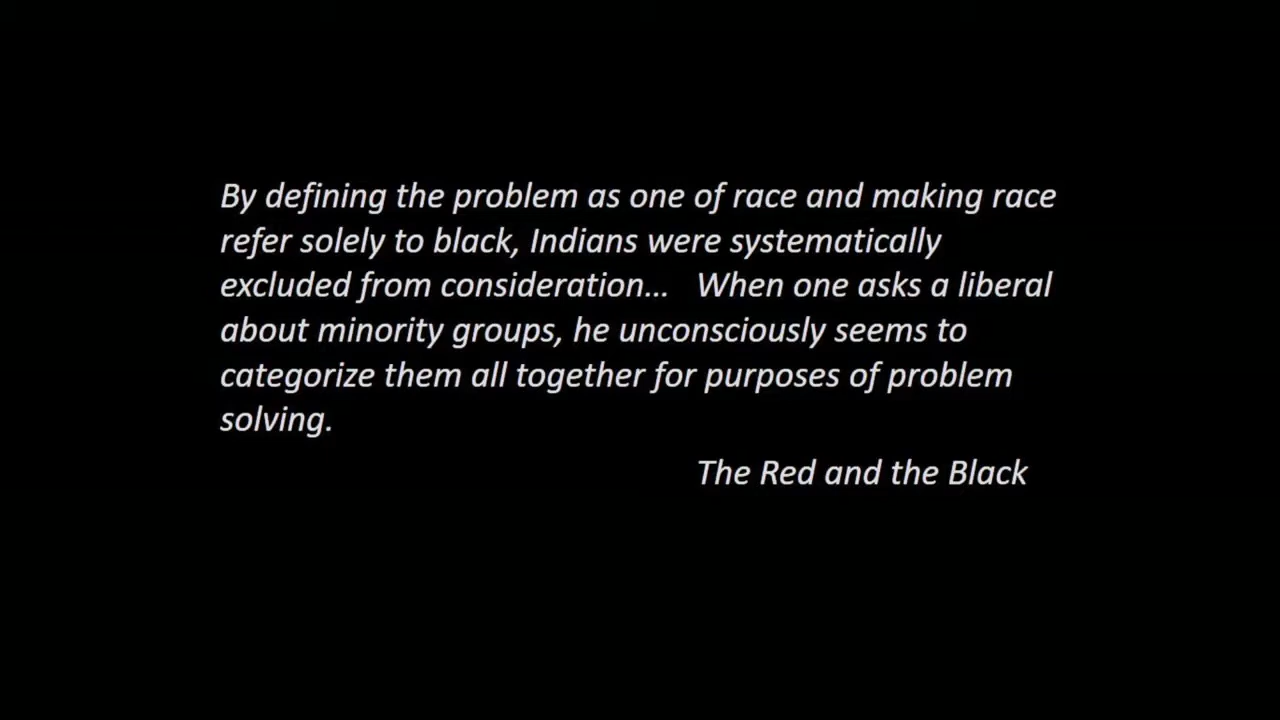 By defining the problem as one of race and making race
refer solely to black, Indians were systematically
excluded from consideration... When one asks a liberal
about minority groups, he unconsciously seems to
categorize them all together for purposes of problem
solving.
The Red and the Black